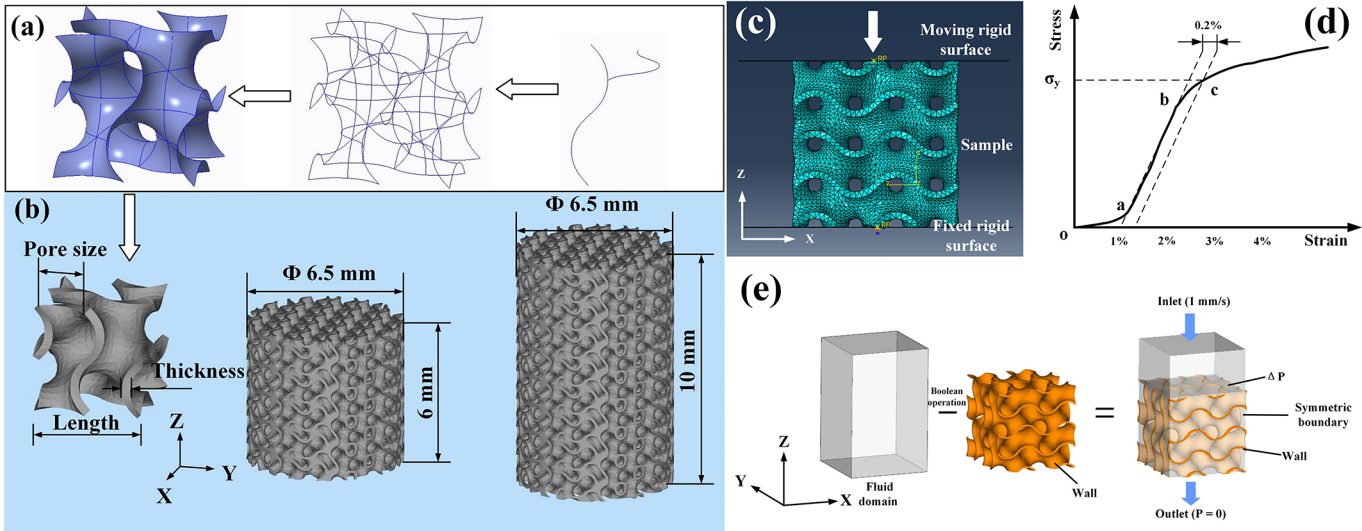 (a)
(b)
Pore size
Thickness
Length
Z
Y
X
Φ 6.5 mm
6 mm
Φ 6.5 mm
10 mm
(c)
Moving rigid
surface
RP
Sample
Z
X
Fixed rigid
surface
RP
(d)
Stress
0.2%
σy
b
c
a
o
1%
2%
3%
4%
Strain
(e)
Inlet (1 mm/s)
Δ P
Boolean
operation
Symmetric
boundary
Wall
Z
Y
X
Fluid
domain
Wall
Outlet (P = 0)